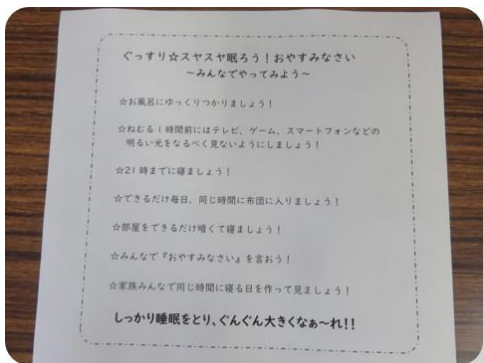 ぐっすり☆スヤスヤ眠ろう！おやすみなさい
～みんなでやってみよう～
☆お風呂にゆっくりつかりましょう！
☆ねむる1時間前にはテレビ、ゲーム、スマートフォンなどの
明るい光をなるべく見ないようにしましょう！
☆21時までに寝ましょう！
☆できるだけ毎日、同じ時間に布団に入りましょう！
☆部屋をできるだけ暗くて寝ましょう！
☆みんなで『おやすみなさい』を言おう！
☆家族みんなで同じ時間に寝る日を作って見ましょう！
しっかり睡眠をとり、ぐんぐん大きくなぁ～れ！！